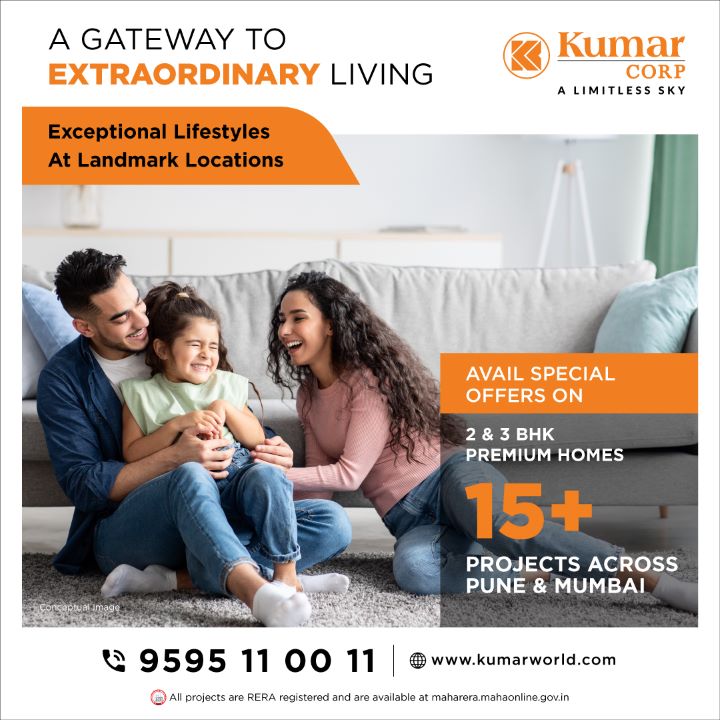 A GATEWAY TO
EXTRAORDINARY LIVING
Kumar
CORP
A LIMITLESS SKY
Exceptional Lifestyles
At Landmark Locations
AVAIL SPECIAL
OFFERS ON
2 & 3 BHK
PREMIUM HOMES
15+
PROJECTS ACROSS
PUNE & MUMBAI
Conceptual Image
9595 11 00 11
www.kumarworld.com
All projects are RERA registered and are available at maharera.mahaonline.gov.in